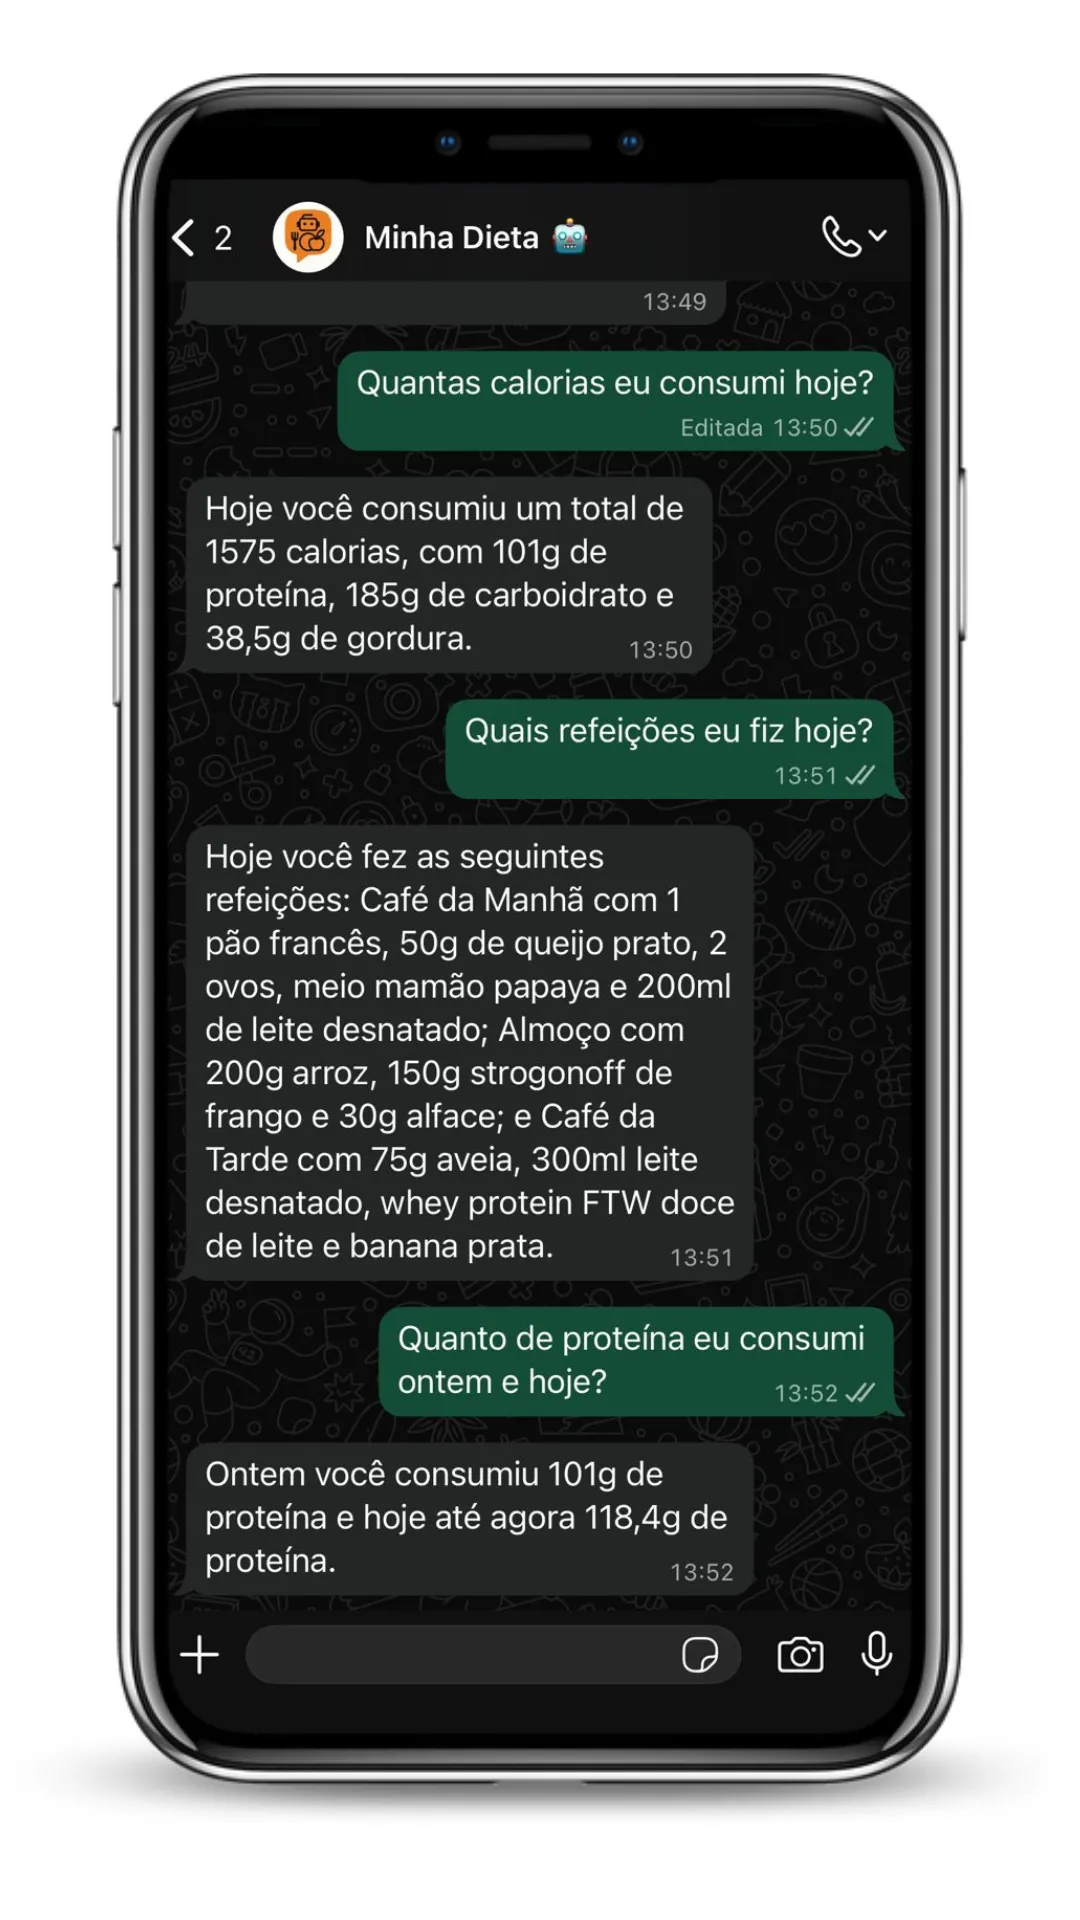 2
Minha Dieta 🤖
13:49
Quantas calorias eu consumi hoje?
Editada 13:50
Hoje você consumiu um total de
1575 calorias, com 101g de
proteína, 185g de carboidrato e
38,5g de gordura.
13:50
Quais refeições eu fiz hoje?
13:51
Hoje você fez as seguintes
refeições: Café da Manhã com 1
pão francês, 50g de queijo prato, 2
ovos, meio mamão papaya e 200ml
de leite desnatado; Almoço com
200g arroz, 150g strogonoff de
frango e 30g alface; e Café da
Tarde com 75g aveia, 300ml leite
desnatado, whey protein FTW doce
de leite e banana prata.
13:51
Quanto de proteína eu consumi
ontem e hoje?
13:52
Ontem você consumiu 101g de
proteína e hoje até agora 118,4g de
proteína.
13:52